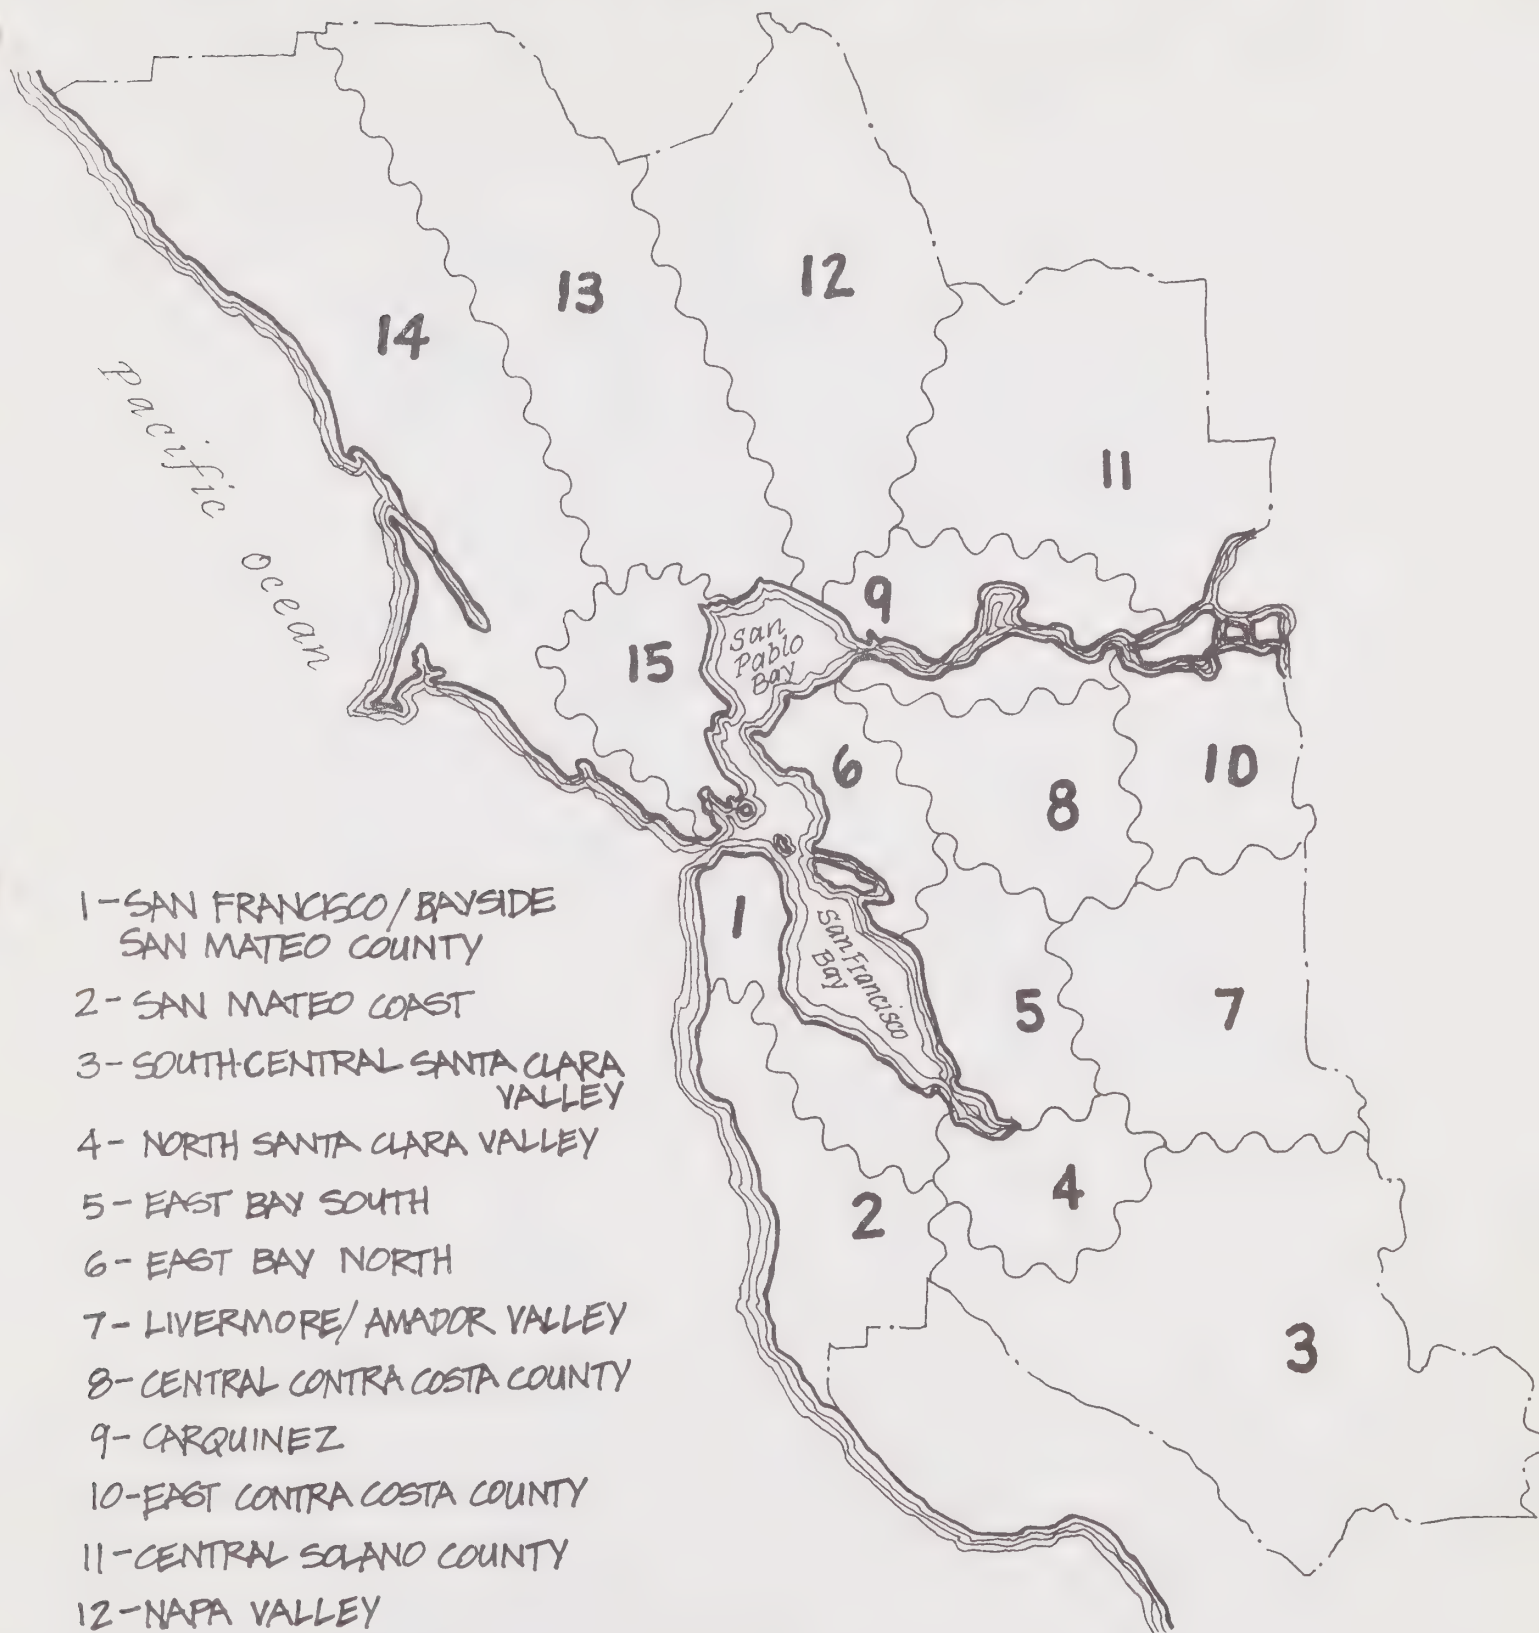 12
13
14
11
pacific ocean
9
15
San
Pablo
Bay
6
10
8
1
San Francisco
Bay
5
7
4
2
3
1-SAN FRANCISCO/BAYSIDE
SAN MATEO COUNTY
2- SAN MATEO COAST
3- SOUTH-CENTRAL SANTA CLARA
VALLEY
4- NORTH SANTA CLARA VALLEY
5- EAST BAY SOUTH
6- EAST BAY NORTH
7- LIVERMORE/AMADOR VALLEY
8- CENTRAL CONTRA COSTA COUNTY
9- CARQUINEZ
10-EAST CONTRA COSTA COUNTY
11-CENTRAL SOLANO COUNTY
12-NAPA VALLEY